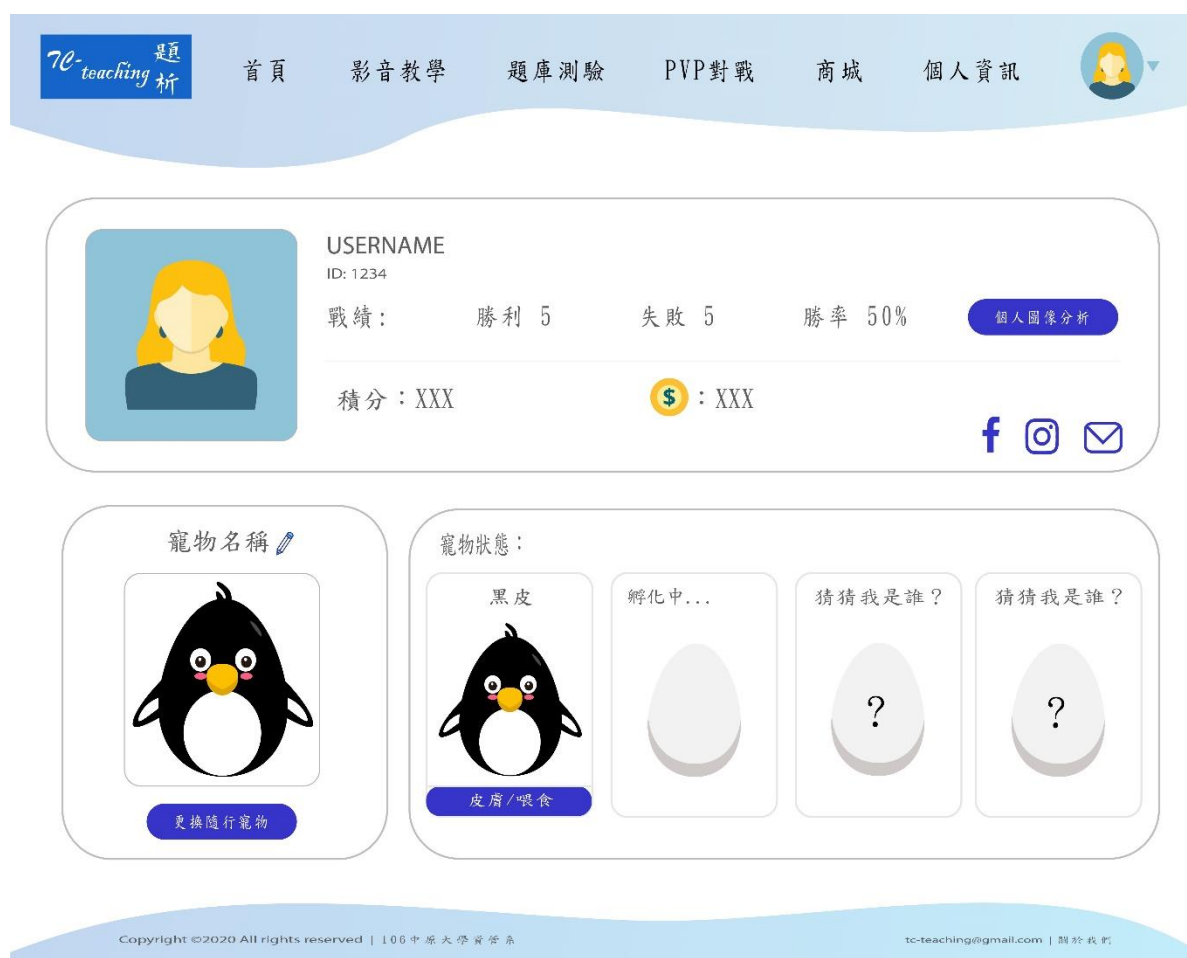 TC-teaching 題析
首頁 影音教學 題庫測驗 PVP對戰 商城 個人資訊
USERNAME
ID: 1234
戰績: 勝利 5 失敗 5 勝率 50% 個人圖像分析
積分：XXX $：XXX
寵物名稱
更換隨行寵物
寵物狀態：
黑皮 孵化中... 猜猜我是誰？ 猜猜我是誰？
? ?
皮膚/喂食
Copyright ©2020 All rights reserved | 106中原大學資管系 tc-teaching@gmail.com | 關於我們